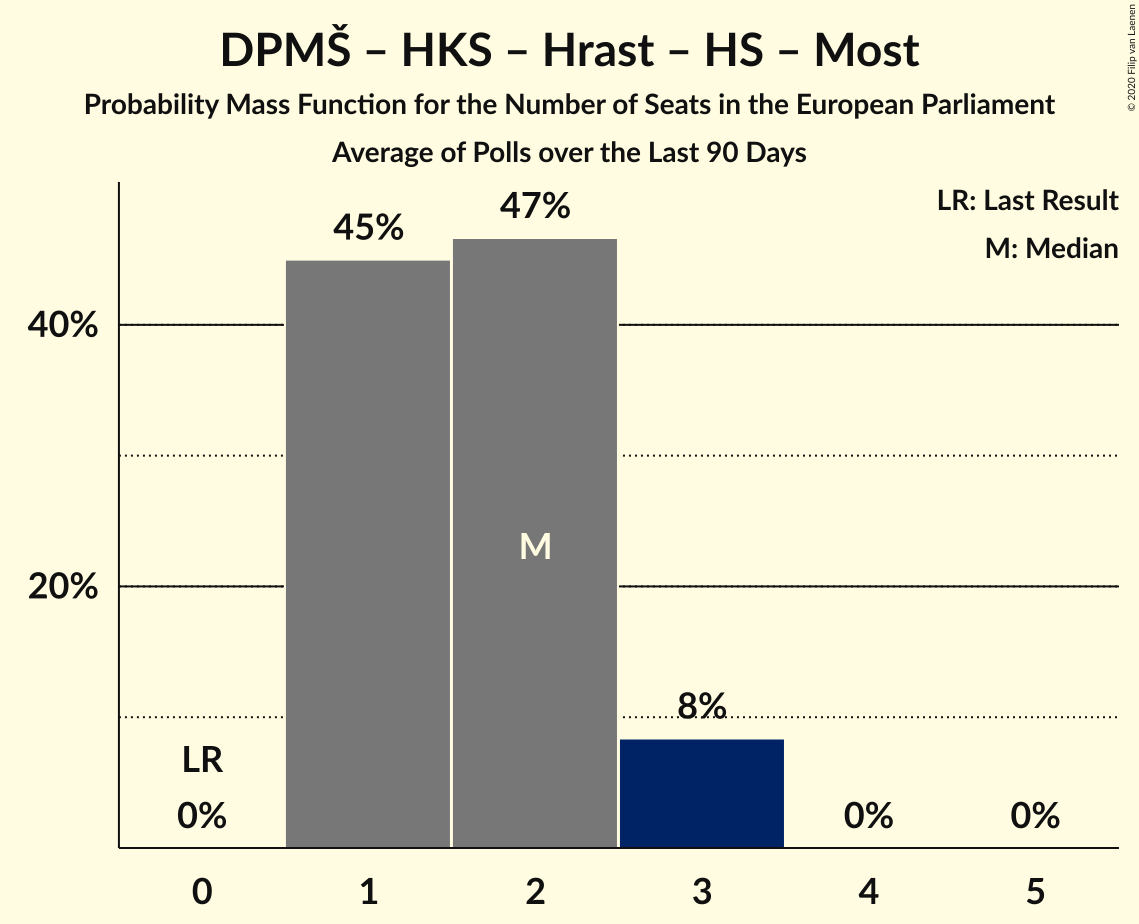 DPMŠ – HKS – Hrast – HS – Most
Probability Mass Function for the Number of Seats in the European Parliament
Average of Polls over the Last 90 Days
© 2020 Filip van Laenen
LR: Last Result
M: Median
47%
45%
40%
M
20%
8%
LR
0%
0%
0%
0
1
2
3
4
5